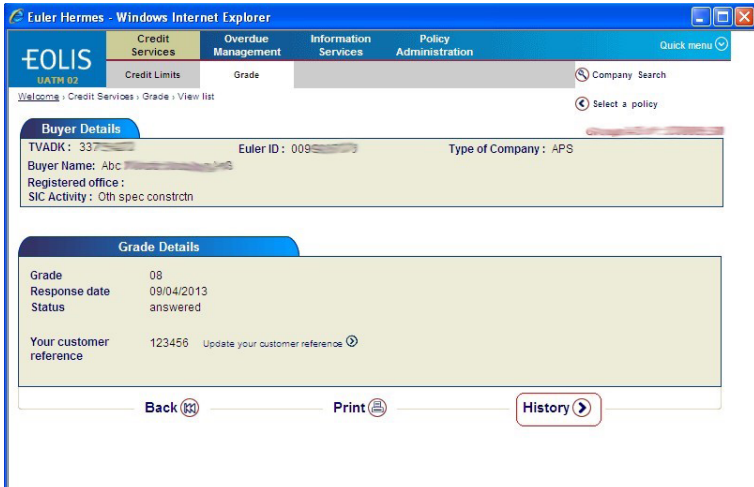 Euler Hermes - Windows Internet Explorer
EOLIS
UATM 02
Credit Services
Overdue Management
Information Services
Policy Administration
Quick menu
Credit Limits
Grade
Company Search
Welcome › Credit Services › Grade › View list
Select a policy
Buyer Details
TVADK : 337
Euler ID : 009
Type of Company : APS
Buyer Name: Abc
Registered office :
SIC Activity : Oth spec constrctn
Grade Details
Grade 08
Response date 09/04/2013
Status answered
Your customer reference 123456 Update your customer reference
Back
Print
History